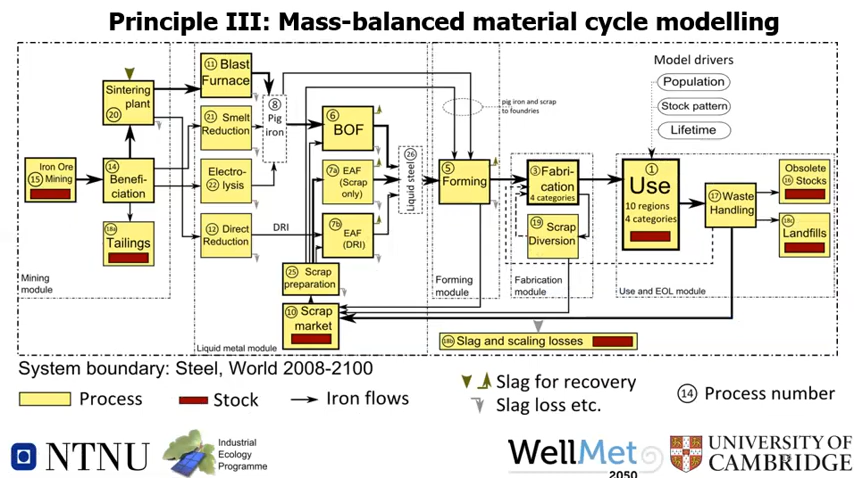 Principle III: Mass-balanced material cycle modelling
Model drivers
Population
Stock pattern
Lifetime
Sintering
plant
20
11 Blast
Furnace
21 Smelt
Reduction
Electro-
22 lysis
12 Direct
Reduction
8
Pig
iron
6
BOF
7a EAF
(Scrap
only)
7b EAF
(DRI)
DRI
26
Liquid steel
pig iron and scrap
to foundries
Iron Ore
15 Mining
14
Benefi-
ciation
18a
Tailings
5
Forming
3 Fabri-
cation
4 categories
19 Scrap
Diversion
1
Use
10 regions
4 categories
17 Waste
Handling
Obsolete
16 Stocks
18c
Landfills
25 Scrap
preparation
10 Scrap
market
Mining
module
Liquid metal module
Forming
module
Fabrication
module
Use and EOL module
18b Slag and scaling losses
System boundary: Steel, World 2008-2100
Process
Stock
Iron flows
Slag for recovery
Slag loss etc.
14 Process number
NTNU
Industrial
Ecology
Programme
WellMet
2050
UNIVERSITY OF
CAMBRIDGE